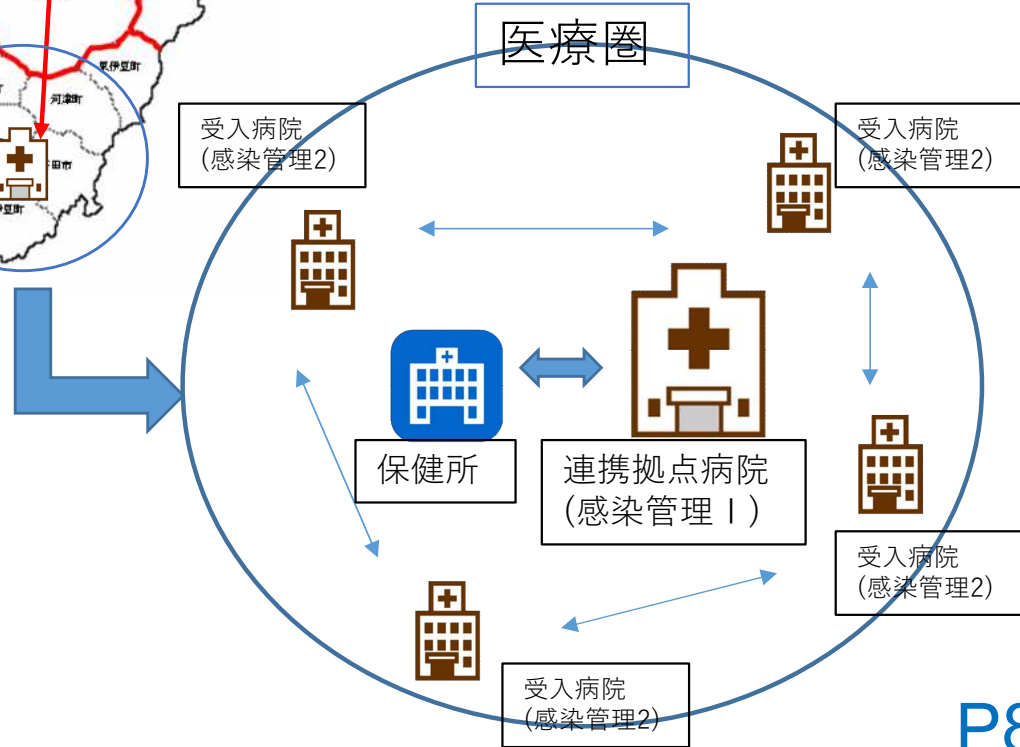 医療圏
東伊豆町
河津町
受入病院
(感染管理2)
受入病院
(感染管理2)
保健所
連携拠点病院
(感染管理Ⅰ)
受入病院
(感染管理2)
受入病院
(感染管理2)
P8